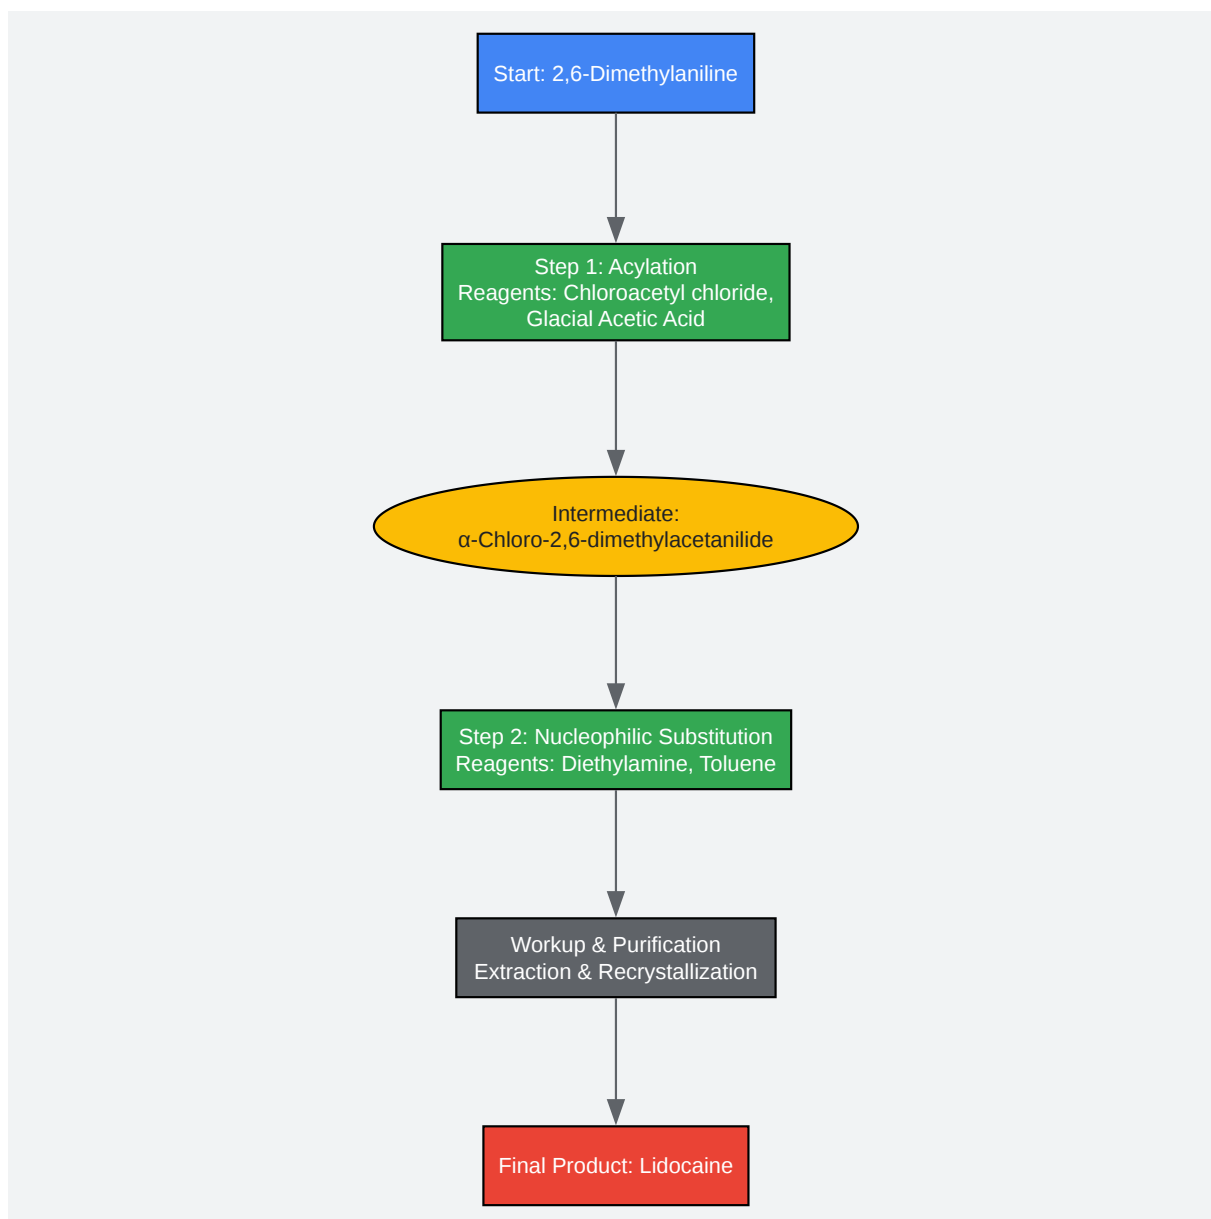 Start: 2,6-Dimethylaniline
Step 1: Acylation
Reagents: Chloroacetyl chloride,
Glacial Acetic Acid
Intermediate:
α-Chloro-2,6-dimethylacetanilide
Step 2: Nucleophilic Substitution
Reagents: Diethylamine, Toluene
Workup & Purification
Extraction & Recrystallization
Final Product: Lidocaine